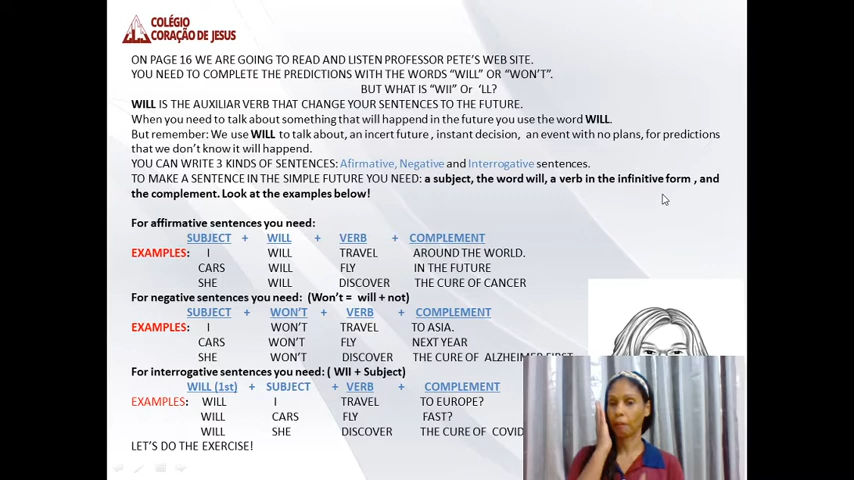 COLÉGIO
CORAÇÃO DE JESUS
ON PAGE 16 WE ARE GOING TO READ AND LISTEN PROFESSOR PETE'S WEB SITE.
YOU NEED TO COMPLETE THE PREDICTIONS WITH THE WORDS "WILL" OR "WON'T".
BUT WHAT IS "WII" Or 'LL?
WILL IS THE AUXILIAR VERB THAT CHANGE YOUR SENTENCES TO THE FUTURE.
When you need to talk about something that will happend in the future you use the word WILL.
But remember: We use WILL to talk about, an incert future , instant decision, an event with no plans, for predictions
that we don't know it will happend.
YOU CAN WRITE 3 KINDS OF SENTENCES: Afirmative, Negative and Interrogative sentences.
TO MAKE A SENTENCE IN THE SIMPLE FUTURE YOU NEED: a subject, the word will, a verb in the infinitive form , and
the complement. Look at the examples below!
For affirmative sentences you need:
SUBJECT + WILL + VERB + COMPLEMENT
EXAMPLES: I WILL TRAVEL AROUND THE WORLD.
CARS WILL FLY IN THE FUTURE
SHE WILL DISCOVER THE CURE OF CANCER
For negative sentences you need: (Won't = will + not)
SUBJECT + WON'T + VERB + COMPLEMENT
EXAMPLES: I WON'T TRAVEL TO ASIA.
CARS WON'T FLY NEXT YEAR
SHE WON'T DISCOVER THE CURE OF ALZHEIMER FIRST
For interrogative sentences you need: ( WII + Subject)
WILL (1st) + SUBJECT + VERB + COMPLEMENT
EXAMPLES: WILL I TRAVEL TO EUROPE?
WILL CARS FLY FAST?
WILL SHE DISCOVER THE CURE OF COVID
LET'S DO THE EXERCISE!